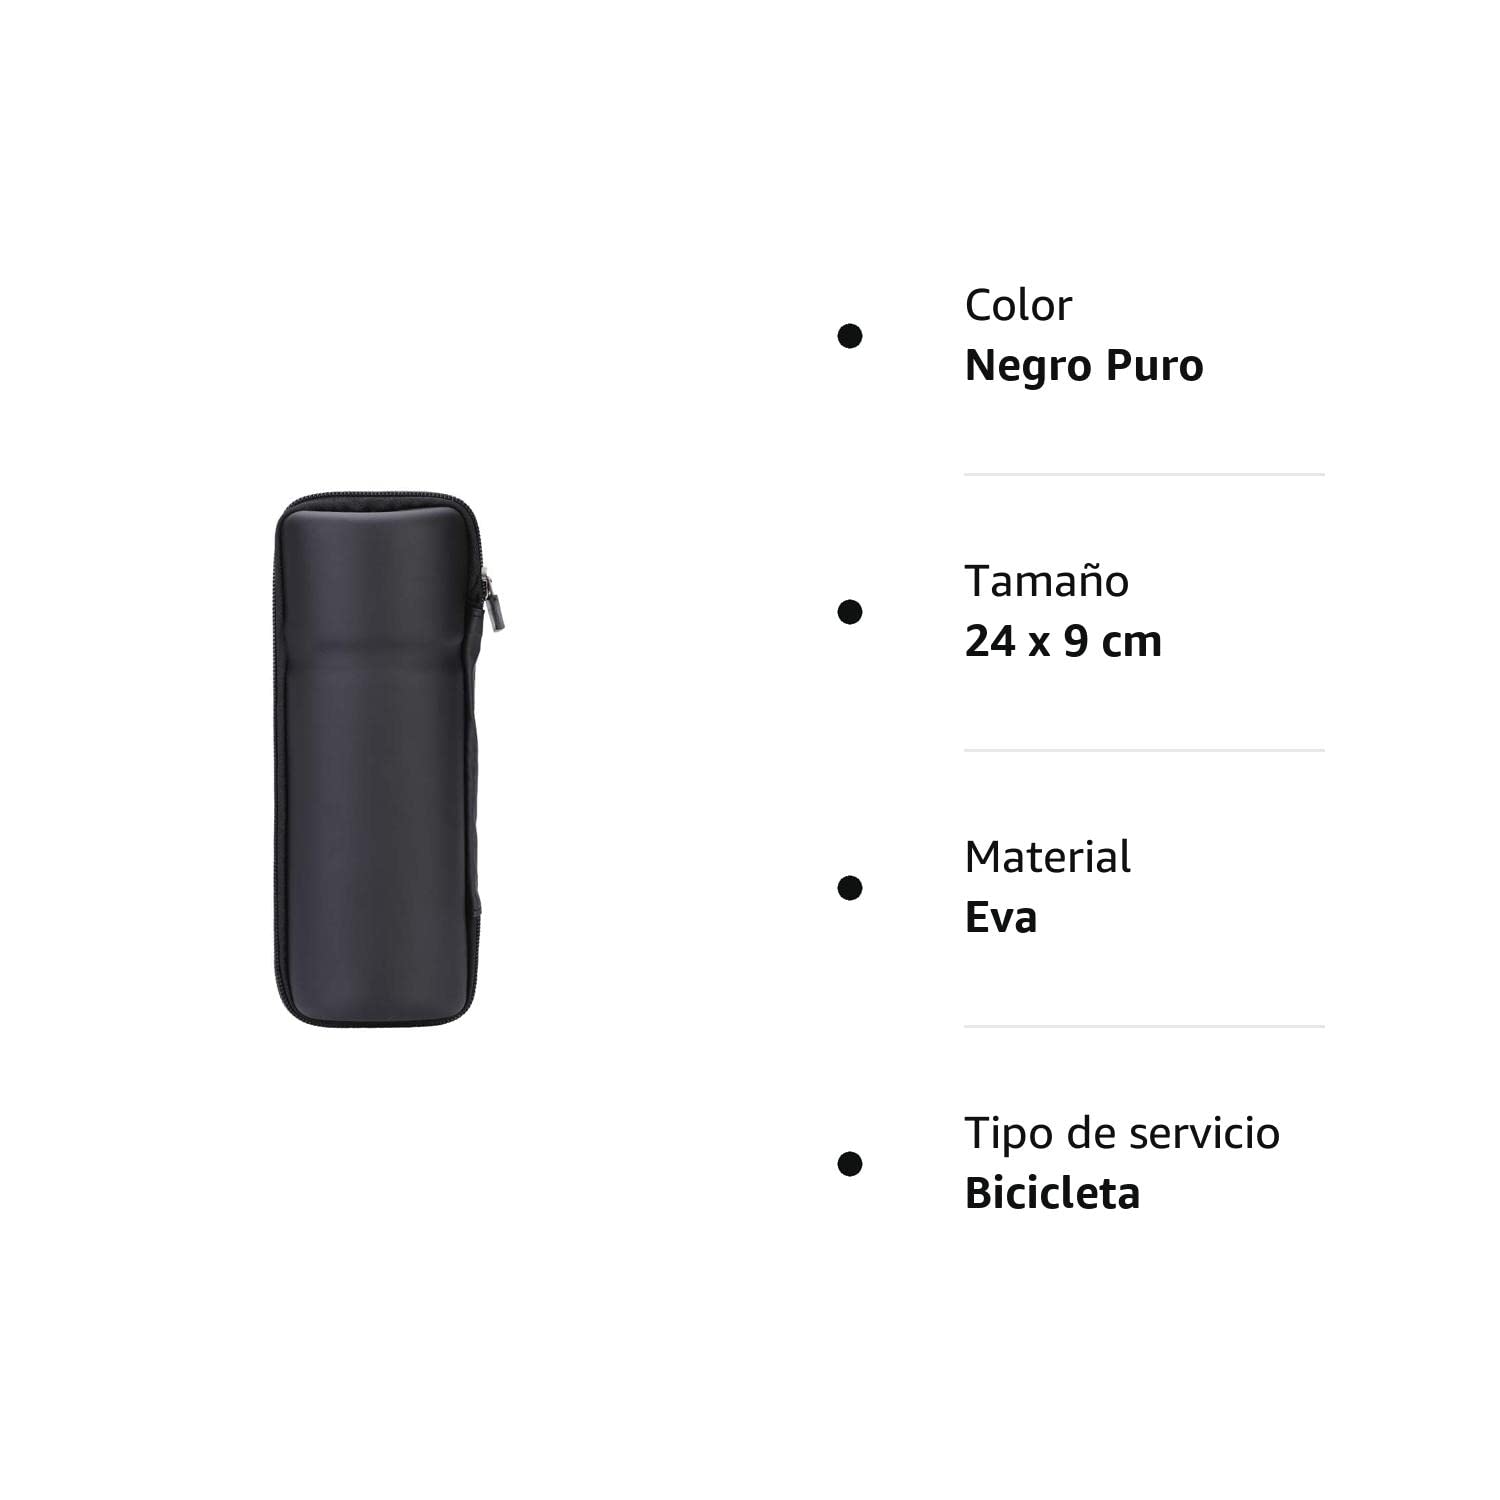 Color
Negro Puro
Tamaño
24 x 9 cm
Material
Eva
Tipo de servicio
Bicicleta